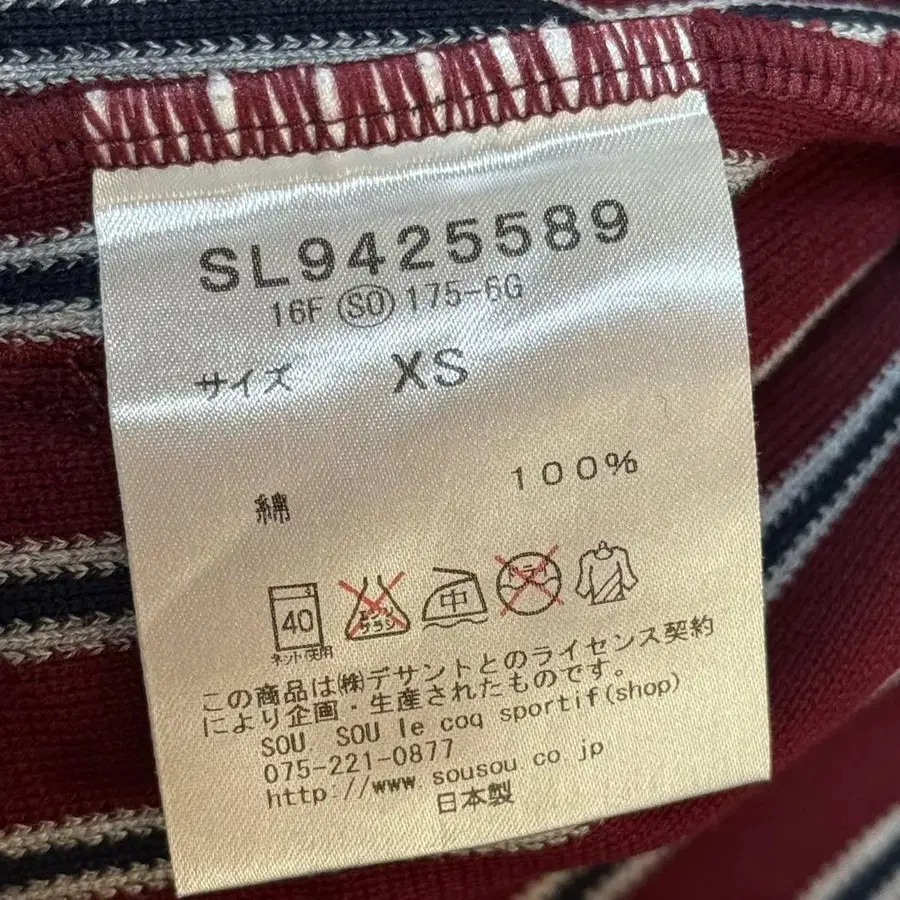 SL9425589
16F SO 175-6G
サイズ XS
綿 100%
40 エンソサラシ 中 ドライ
ネット使用
この商品は㈱デサントとのライセンス契約
により企画・生産されたものです。
SOU. SOU le coq sportif(shop)
075-221-0877
http://www.sousou.co.jp
日本製